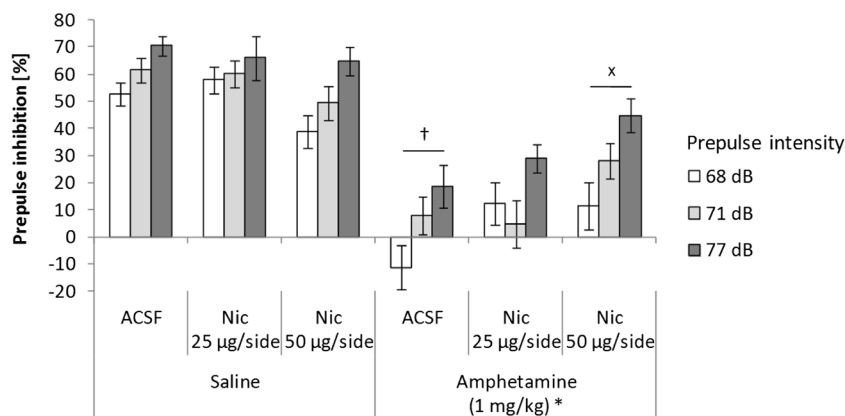 Prepulse inhibition [%]
80
70
60
50
40
30
20
10
0
-10
-20
†
x
ACSF
Nic
25 µg/side
Nic
50 µg/side
ACSF
Nic
25 µg/side
Nic
50 µg/side
Saline
Amphetamine
(1 mg/kg) *
Prepulse intensity
68 dB
71 dB
77 dB